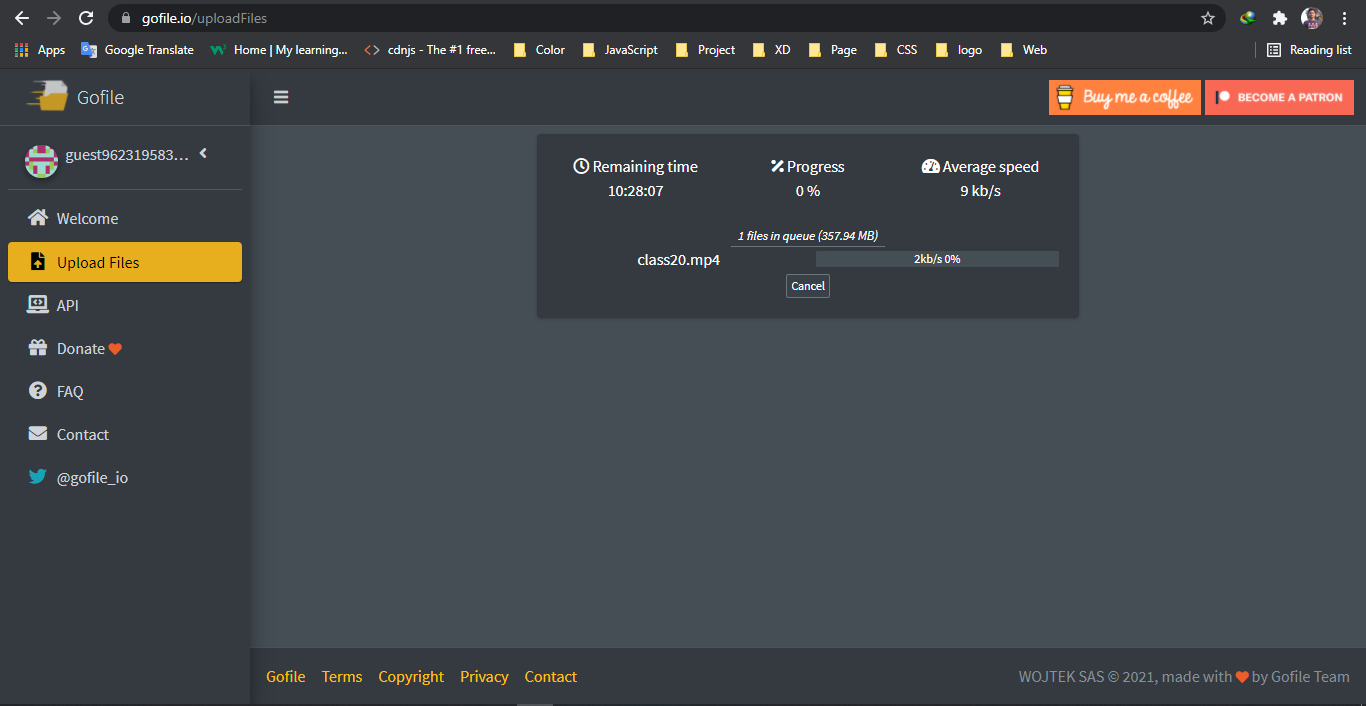 gofile.io/uploadFiles
Apps Google Translate Home | My learning... cdnjs - The #1 free... Color JavaScript Project XD Page CSS logo Web Reading list
Gofile
Buy me a coffee BECOME A PATRON
guest962319583...
Welcome
Upload Files
API
Donate
FAQ
Contact
@gofile_io
Remaining time Progress Average speed
10:28:07 0 % 9 kb/s
1 files in queue (357.94 MB)
class20.mp4 2kb/s 0%
Cancel
Gofile Terms Copyright Privacy Contact
WOJTEK SAS © 2021, made with by Gofile Team